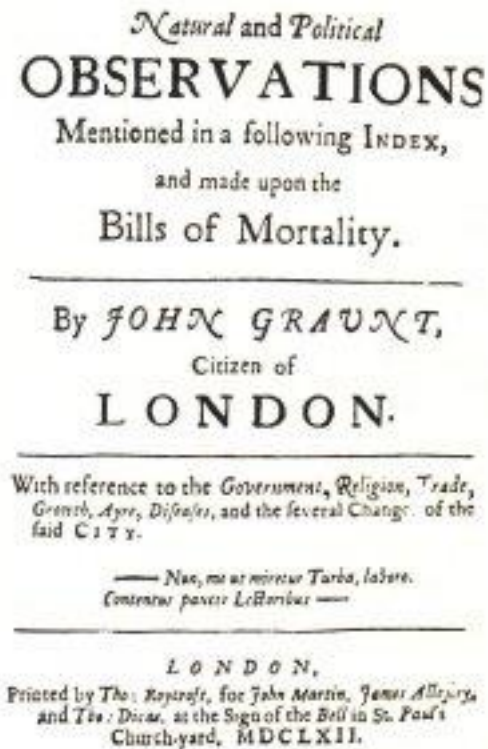 Natural and Political
OBSERVATIONS
Mentioned in a following INDEX,
and made upon the
Bills of Mortality.
By JOHN GRAUNT,
Citizen of
LONDON.
With reference to the Government, Religion, Trade,
Growth, Ayre, Diseases, and the several Change of the
said CITY.
—— Non, me ut miretur Turba, laboro.
Contentus paucis Lectoribus ——
LONDON,
Printed by Tho: Roycroft, for John Martin, James Allestry,
and Tho: Dicas, at the Sign of the Bell in St. Paul's
Church-yard, MDCLXII.